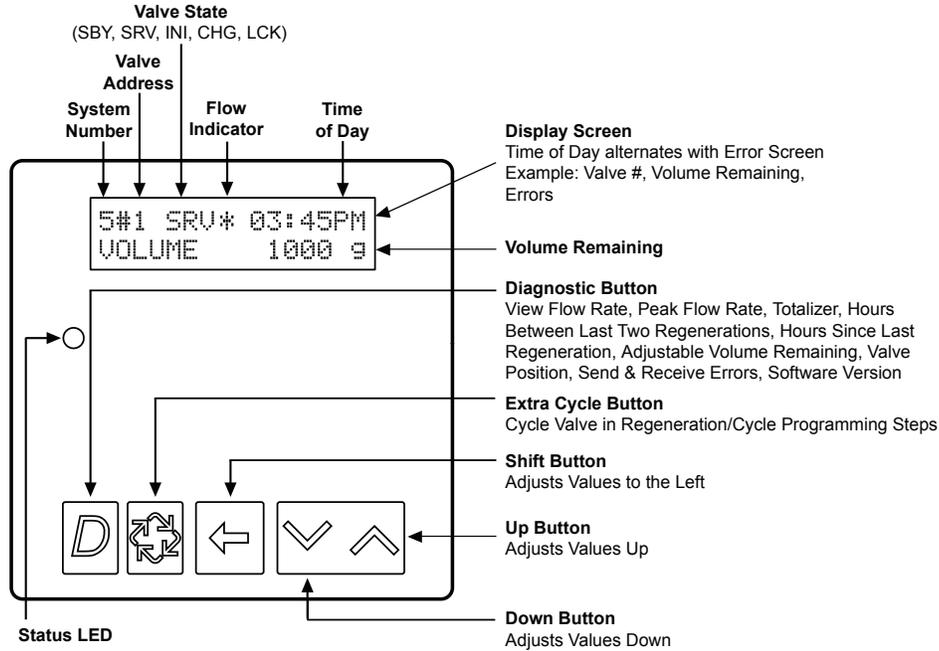 Valve State
(SBY, SRV, INI, CHG, LCK)
Valve
Address
System
Number
Flow
Indicator
Time
of Day
5#1 SRV* 03:45PM
VOLUME 1000 g
Display Screen
Time of Day alternates with Error Screen
Example: Valve #, Volume Remaining,
Errors
Volume Remaining
Diagnostic Button
View Flow Rate, Peak Flow Rate, Totalizer, Hours
Between Last Two Regenerations, Hours Since Last
Regeneration, Adjustable Volume Remaining, Valve
Position, Send & Receive Errors, Software Version
Extra Cycle Button
Cycle Valve in Regeneration/Cycle Programming Steps
Shift Button
Adjusts Values to the Left
D
Up Button
Adjusts Values Up
Down Button
Adjusts Values Down
Status LED